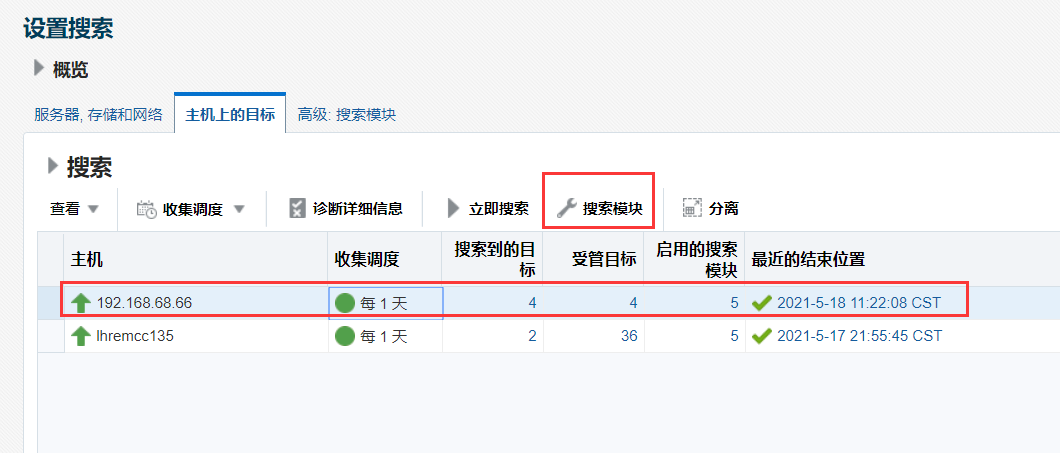 设置搜索
概览
服务器, 存储和网络 主机上的目标 高级: 搜索模块
搜索
查看 收集调度 诊断详细信息 立即搜索 搜索模块 分离
主机 收集调度 搜索到的目标 受管目标 启用的搜索模块 最近的结束位置
192.168.68.66 每 1 天 4 4 5 2021-5-18 11:22:08 CST
lhremcc135 每 1 天 2 36 5 2021-5-17 21:55:45 CST